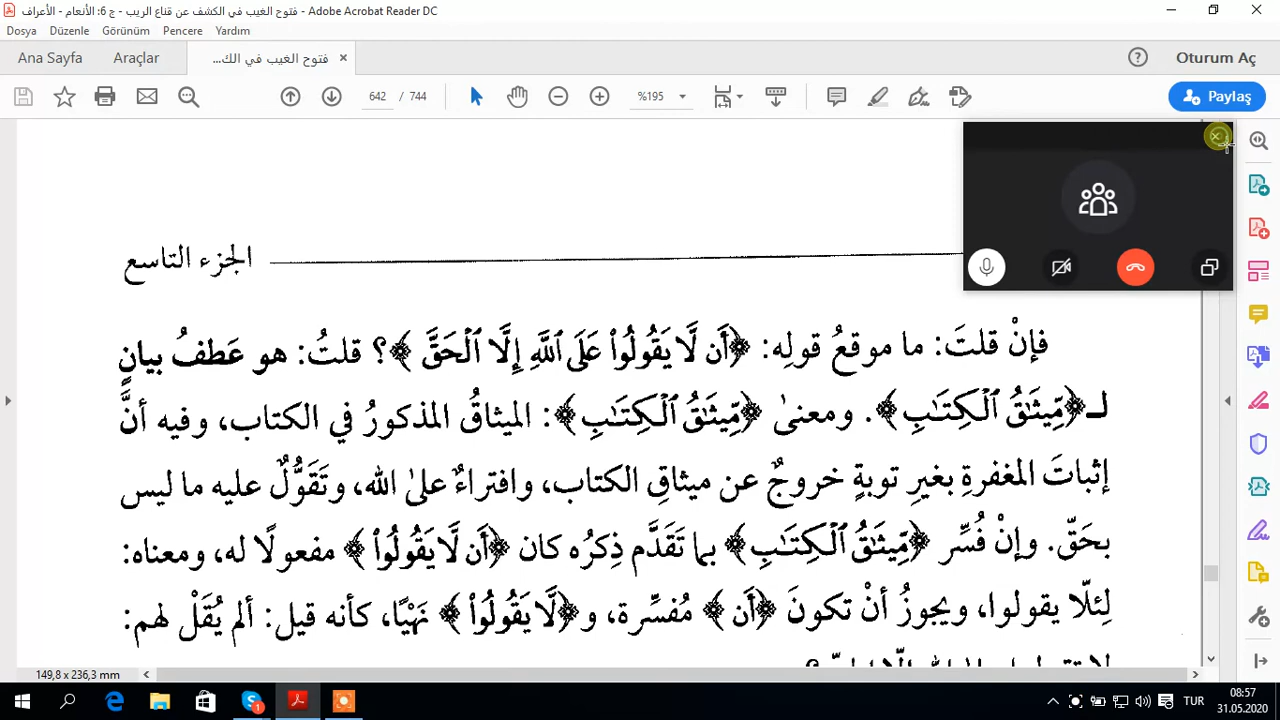 فتوح الغيب في الكشف عن قناع الريب - ج 6: الأنعام - الأعراف - Adobe Acrobat Reader DC
Dosya Düzenle Görünüm Pencere Yardım
Ana Sayfa Araçlar فتوح الغيب في الك... Oturum Aç
642 / 744 %195 Paylaş
الجزء التاسع
فإنْ قلتَ: ما موقعُ قولِه: ﴿أَن لَّا يَقُولُواْ عَلَى ٱللَّهِ إِلَّا ٱلْحَقَّ﴾؟ قلتُ: هو عَطفُ بيانٍ
لـ﴿مِّيثَٰقُ ٱلْكِتَٰبِ﴾. ومعنىٰ ﴿مِّيثَٰقُ ٱلْكِتَٰبِ﴾: الميثاقُ المذكورُ في الكتاب، وفيه أنَّ
إثباتَ المغفرةِ بغيرِ توبةٍ خروجٌ عن ميثاقِ الكتاب، وافتراءٌ علىٰ الله، وتَقَوُّلٌ عليه ما ليس
بحَقّ. وإنْ فُسِّر ﴿مِّيثَٰقُ ٱلْكِتَٰبِ﴾ بما تَقَدَّم ذِكرُه كان ﴿أَن لَّا يَقُولُواْ﴾ مفعولًا له، ومعناه:
لِئلّا يقولوا، ويجوزُ أنْ تكونَ ﴿أَن﴾ مُفسِّرة، و﴿لَّا يَقُولُواْ﴾ نَهْيًا، كأنه قيل: ألم يُقَلْ لهم:
149,8 x 236,3 mm
1 TUR 08:57
31.05.2020